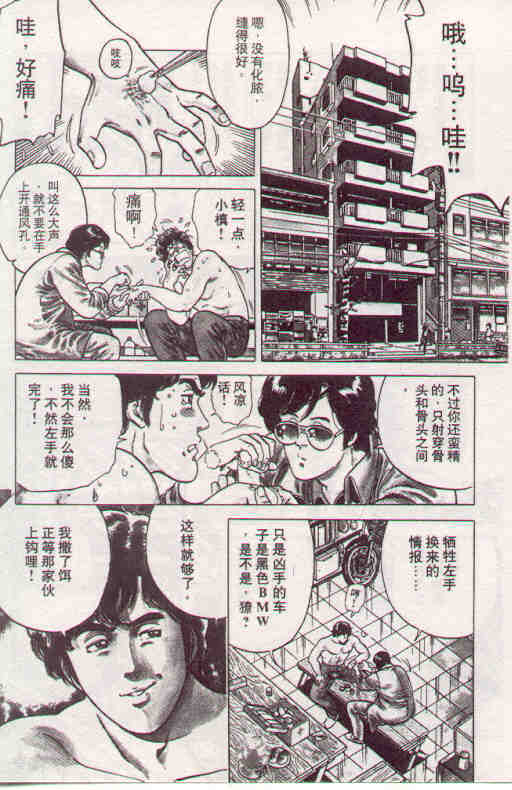 哦…呜…哇!!
嗯，没有化脓，
缝得很好。
咳咳
哇，好痛！
轻一点，
小槙！
痛啊！
叫这么大声
，就不要在手
上开通风孔。
不过你还蛮精
的，只射穿骨
头和骨头之间
风凉
话！
当然，
我不会那么傻
，不然左手就
完了！
牺牲左手
换来的
情报……
只是凶手的车
子是黑色BMW
，是不是，獠？
这样就够了，
我撒了饵
正等那家伙
上钩哩！